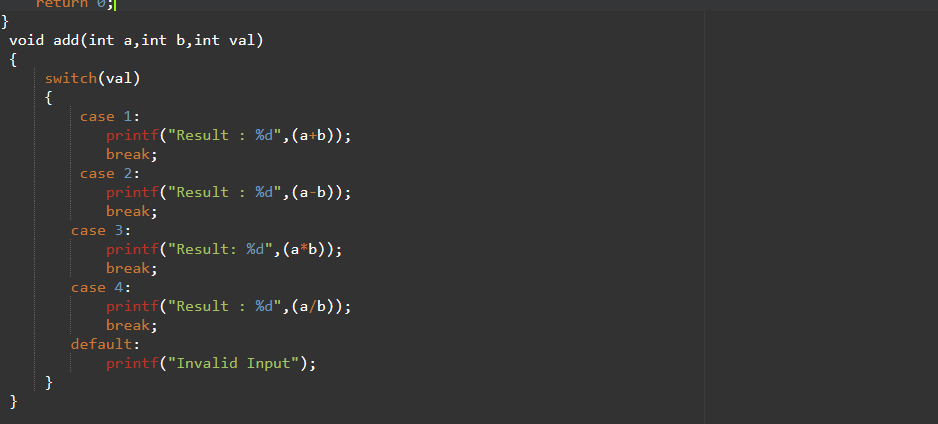 return 0;
}
void add(int a,int b,int val)
{
switch(val)
{
case 1:
printf("Result : %d",(a+b));
break;
case 2:
printf("Result : %d",(a-b));
break;
case 3:
printf("Result: %d",(a*b));
break;
case 4:
printf("Result : %d",(a/b));
break;
default:
printf("Invalid Input");
}
}